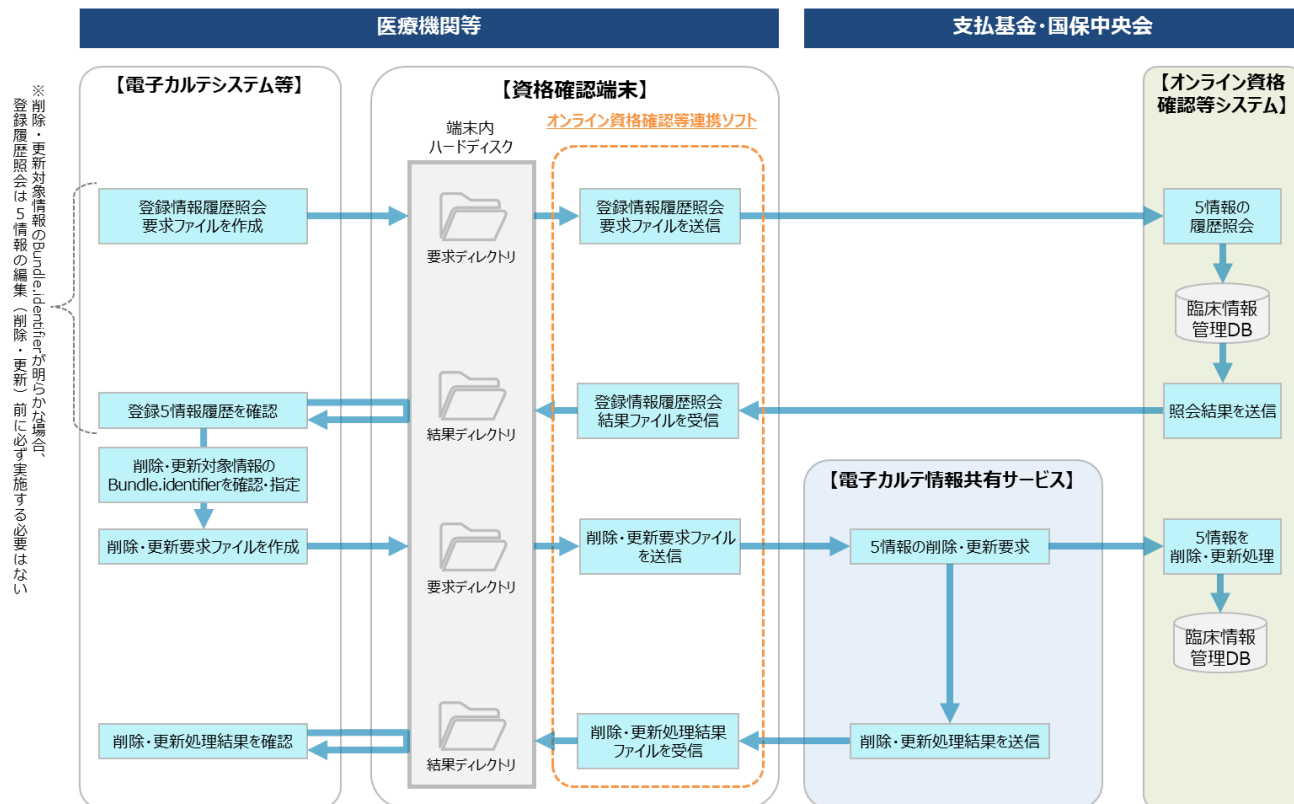 医療機関等
支払基金・国保中央会
※削除・更新対象情報のBundle.identifierが明らかな場合、
登録履歴照会は5情報の編集（削除・更新）前に必ず実施する必要はない
【電子カルテシステム等】
【資格確認端末】
【オンライン資格
確認等システム】
端末内
ハードディスク
オンライン資格確認等連携ソフト
登録情報履歴照会
要求ファイルを作成
要求ディレクトリ
登録情報履歴照会
要求ファイルを送信
5情報の
履歴照会
臨床情報
管理DB
登録5情報履歴を確認
結果ディレクトリ
登録情報履歴照会
結果ファイルを受信
照会結果を送信
削除・更新対象情報の
Bundle.identifierを確認・指定
【電子カルテ情報共有サービス】
削除・更新要求ファイルを作成
要求ディレクトリ
削除・更新要求ファイル
を送信
5情報の削除・更新要求
5情報を
削除・更新処理
臨床情報
管理DB
削除・更新処理結果を確認
結果ディレクトリ
削除・更新処理結果
ファイルを受信
削除・更新処理結果を送信